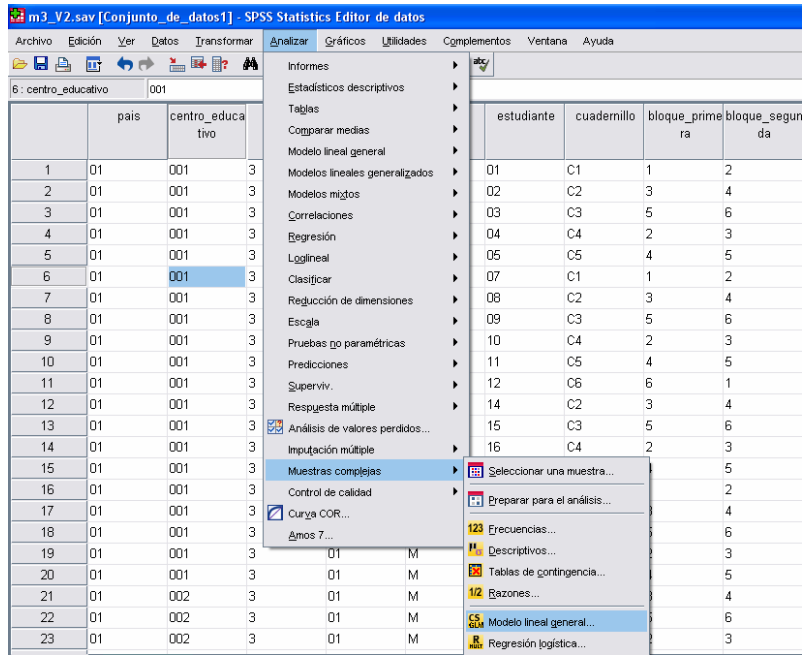 m3_V2.sav [Conjunto_de_datos1] - SPSS Statistics Editor de datos
Archivo Edición Ver Datos Transformar Analizar Gráficos Utilidades Complementos Ventana Ayuda
6 : centro_educativo 001
pais centro_educa tivo estudiante cuadernillo bloque_prime ra bloque_segun da
1 01 001 3 01 C1 1 2
2 01 001 3 02 C2 3 4
3 01 001 3 03 C3 5 6
4 01 001 3 04 C4 2 3
5 01 001 3 05 C5 4 5
6 01 001 3 07 C1 1 2
7 01 001 3 08 C2 3 4
8 01 001 3 09 C3 5 6
9 01 001 3 10 C4 2 3
10 01 001 3 11 C5 4 5
11 01 001 3 12 C6 6 1
12 01 001 3 14 C2 3 4
13 01 001 3 15 C3 5 6
14 01 001 3 16 C4 2 3
15 01 001 3 5
16 01 001 3 2
17 01 001 3 4
18 01 001 3 6
19 01 001 3 01 M 3
20 01 001 3 01 M 5
21 01 002 3 01 M 4
22 01 002 3 01 M 6
23 01 002 3 01 M 3
Informes
Estadísticos descriptivos
Tablas
Comparar medias
Modelo lineal general
Modelos lineales generalizados
Modelos mixtos
Correlaciones
Regresión
Loglineal
Clasificar
Reducción de dimensiones
Escala
Pruebas no paramétricas
Predicciones
Superviv.
Respuesta múltiple
Análisis de valores perdidos...
Imputación múltiple
Muestras complejas
Control de calidad
Curva COR...
Amos 7...
Seleccionar una muestra...
Preparar para el análisis...
123 Frecuencias...
Descriptivos...
Tablas de contingencia...
1/2 Razones...
CS GLM Modelo lineal general...
R MULT Regresión logística...